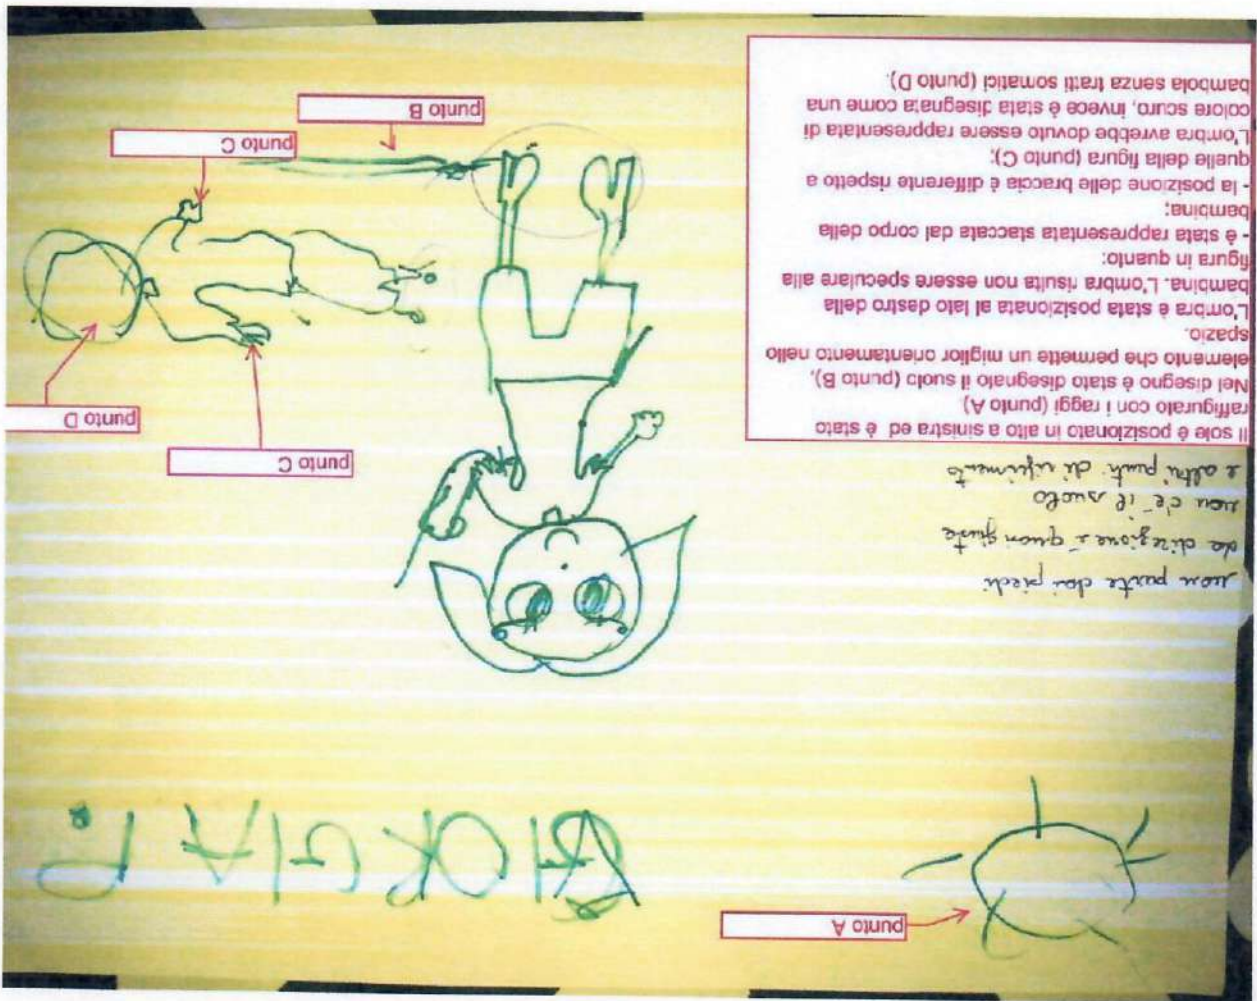 punto A
non parte dai piedi
la direzione è quasi giusta
non c'è il suolo
e altri punti di riferimento
Il sole è posizionato in alto a sinistra ed è stato
raffigurato con i raggi (punto A)
Nel disegno è stato disegnato il suolo (punto B),
elemento che permette un miglior orientamento nello
spazio.
L'ombra è stata posizionata al lato destro della
bambina. L'ombra risulta non essere speculare alla
figura in quanto:
- è stata rappresentata staccata dal corpo della
bambina;
- la posizione delle braccia è differente rispetto a
quelle della figura (punto C);
L'ombra avrebbe dovuto essere rappresentata di
colore scuro, invece è stata disegnata come una
bambola senza tratti somatici (punto D).
punto C
punto D
punto C
punto B